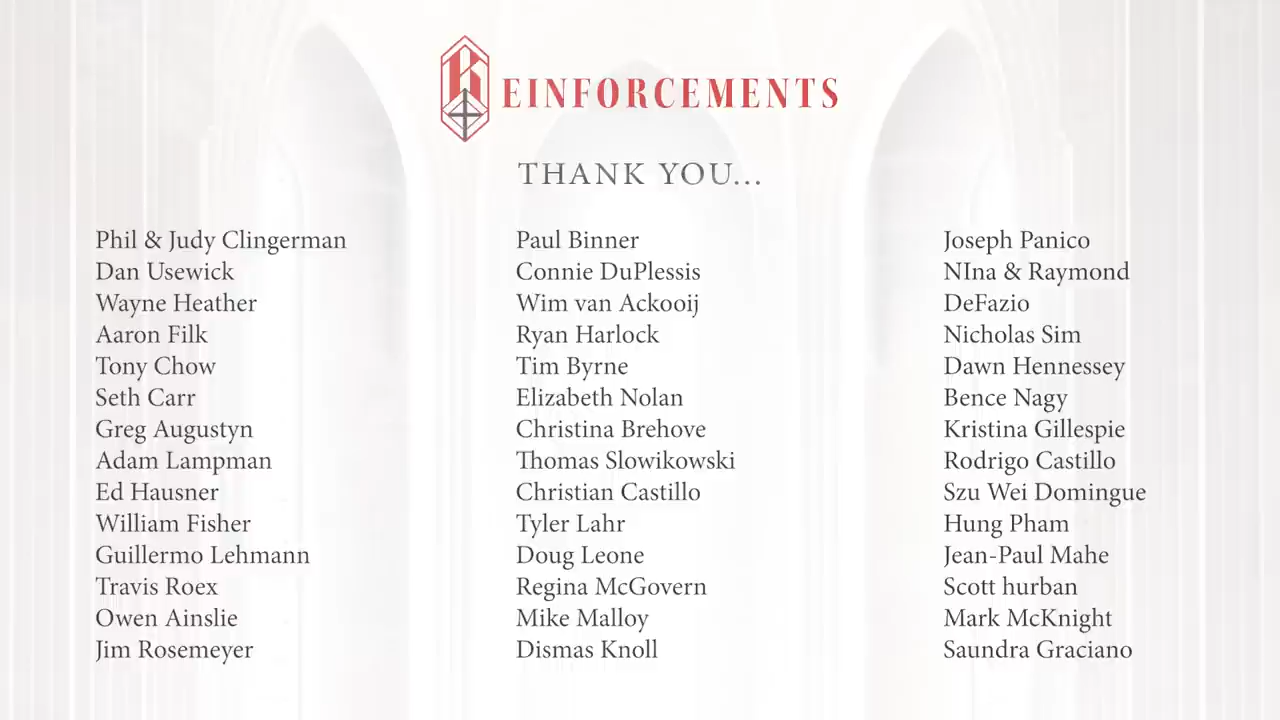 REINFORCEMENTS
THANK YOU...
Phil & Judy Clingerman
Dan Usewick
Wayne Heather
Aaron Filk
Tony Chow
Seth Carr
Greg Augustyn
Adam Lampman
Ed Hausner
William Fisher
Guillermo Lehmann
Travis Roex
Owen Ainslie
Jim Rosemeyer
Paul Binner
Connie DuPlessis
Wim van Ackooij
Ryan Harlock
Tim Byrne
Elizabeth Nolan
Christina Brehove
Thomas Slowikowski
Christian Castillo
Tyler Lahr
Doug Leone
Regina McGovern
Mike Malloy
Dismas Knoll
Joseph Panico
NIna & Raymond
DeFazio
Nicholas Sim
Dawn Hennessey
Bence Nagy
Kristina Gillespie
Rodrigo Castillo
Szu Wei Domingue
Hung Pham
Jean-Paul Mahe
Scott hurban
Mark McKnight
Saundra Graciano